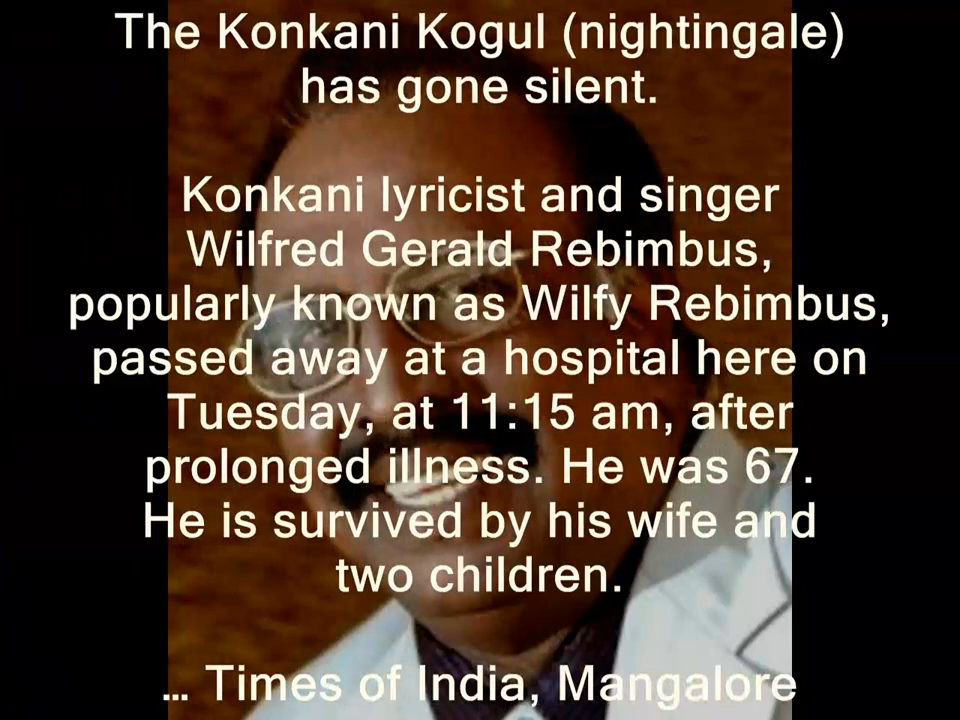 The Konkani Kogul (nightingale)
has gone silent.
Konkani lyricist and singer
Wilfred Gerald Rebimbus,
popularly known as Wilfy Rebimbus,
passed away at a hospital here on
Tuesday, at 11:15 am, after
prolonged illness. He was 67.
He is survived by his wife and
two children.
... Times of India, Mangalore